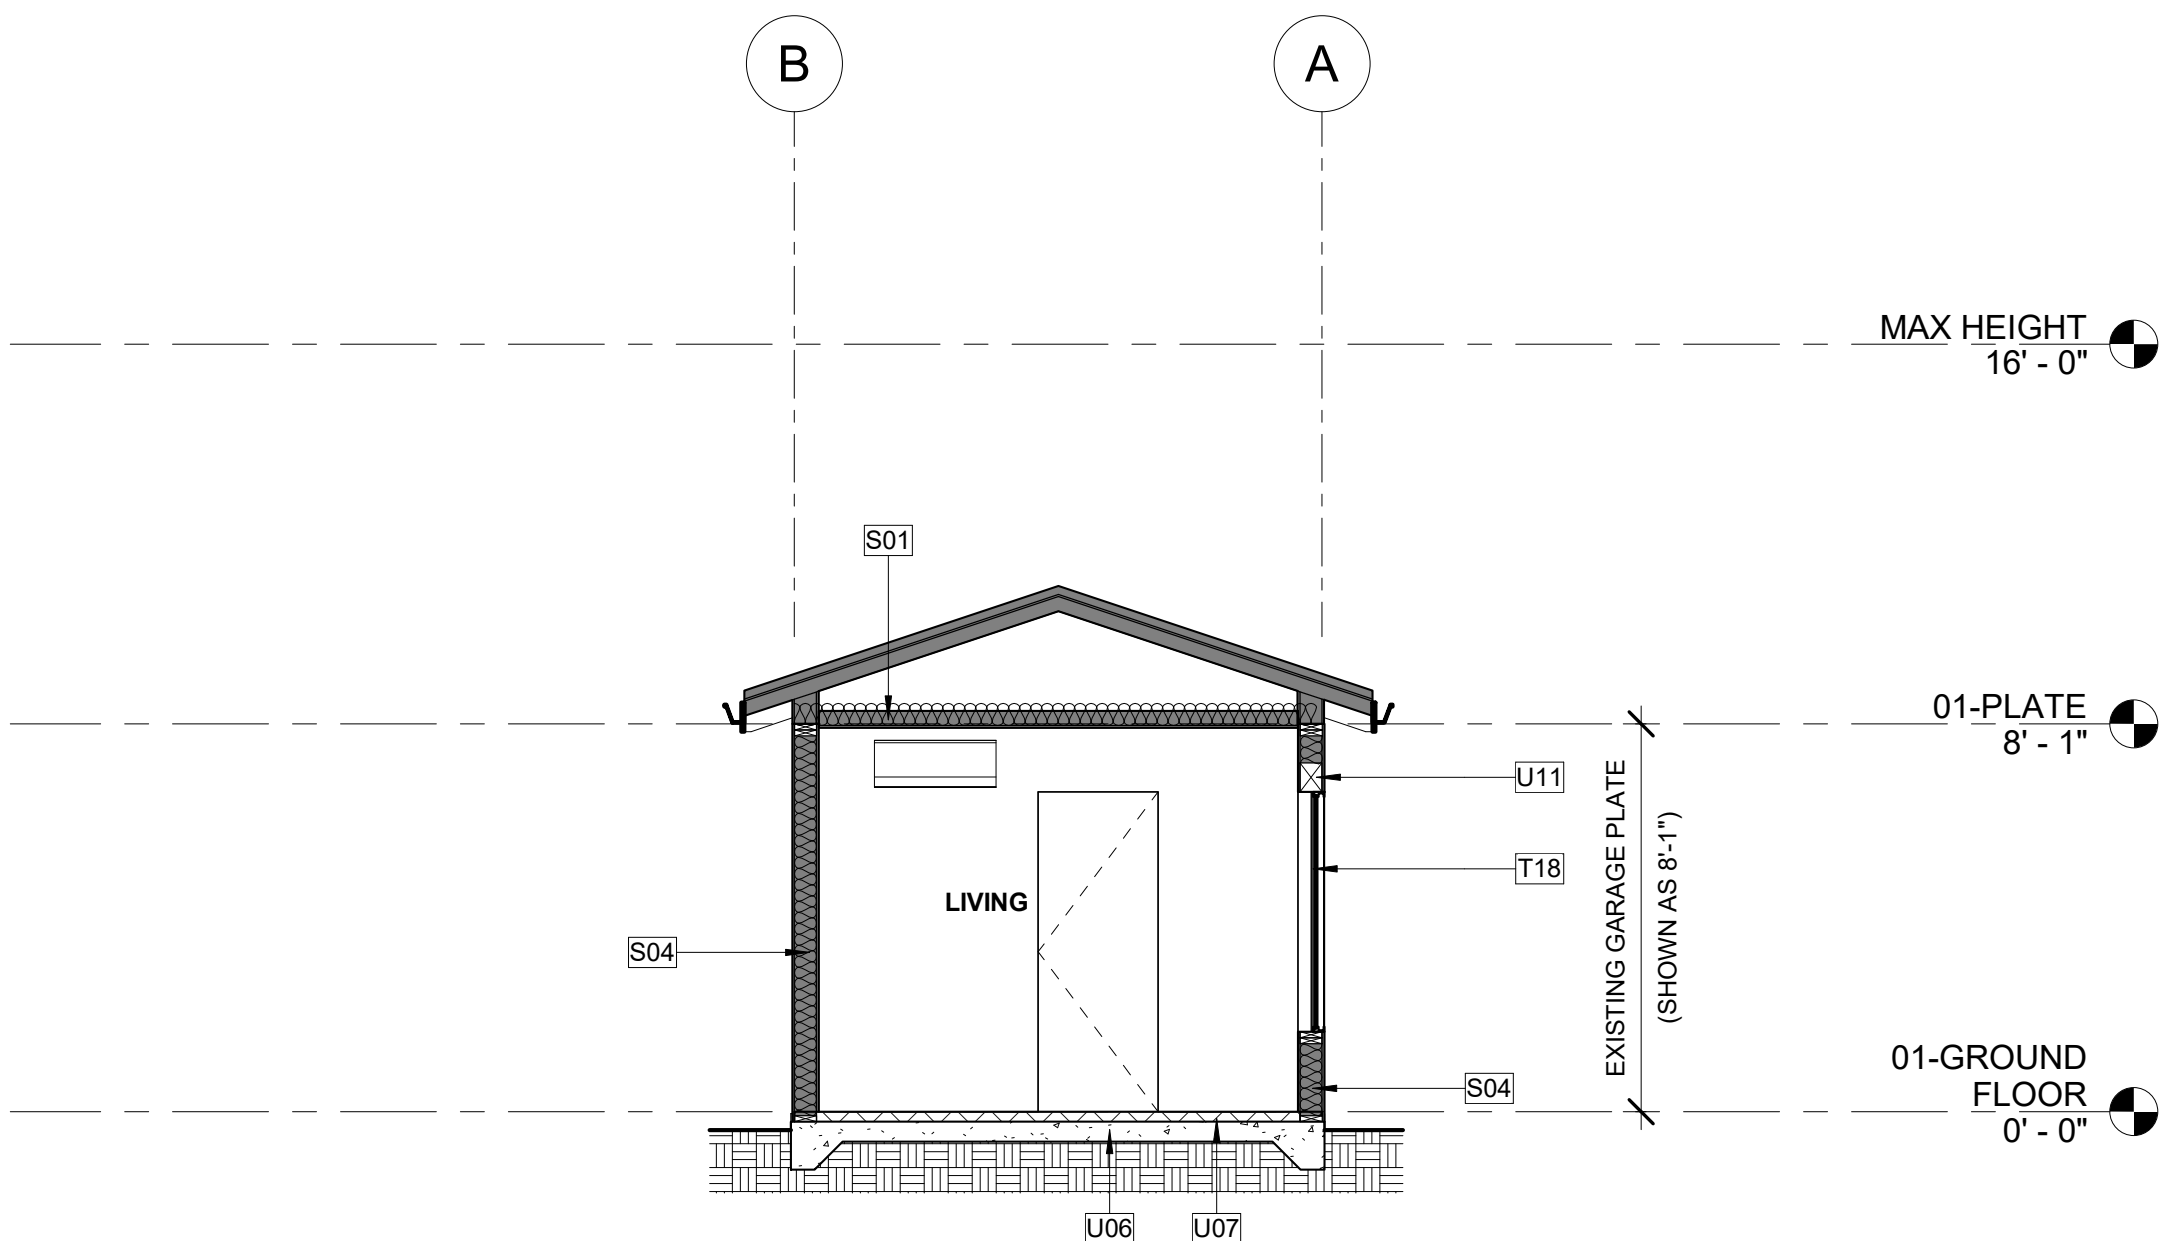 B
A
MAX HEIGHT
16' - 0"
S01
01-PLATE
8' - 1"
U11
EXISTING GARAGE PLATE
(SHOWN AS 8'-1")
T18
LIVING
S04
S04
01-GROUND
FLOOR
0' - 0"
U06
U07